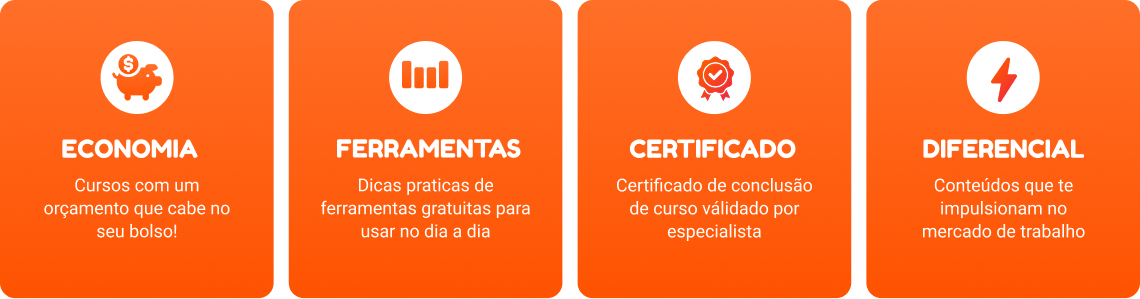 ECONOMIA
Cursos com um
orçamento que cabe no
seu bolso!
FERRAMENTAS
Dicas praticas de
ferramentas gratuitas para
usar no dia a dia
CERTIFICADO
Certificado de conclusão
de curso válidado por
especialista
DIFERENCIAL
Conteúdos que te
impulsionam no
mercado de trabalho